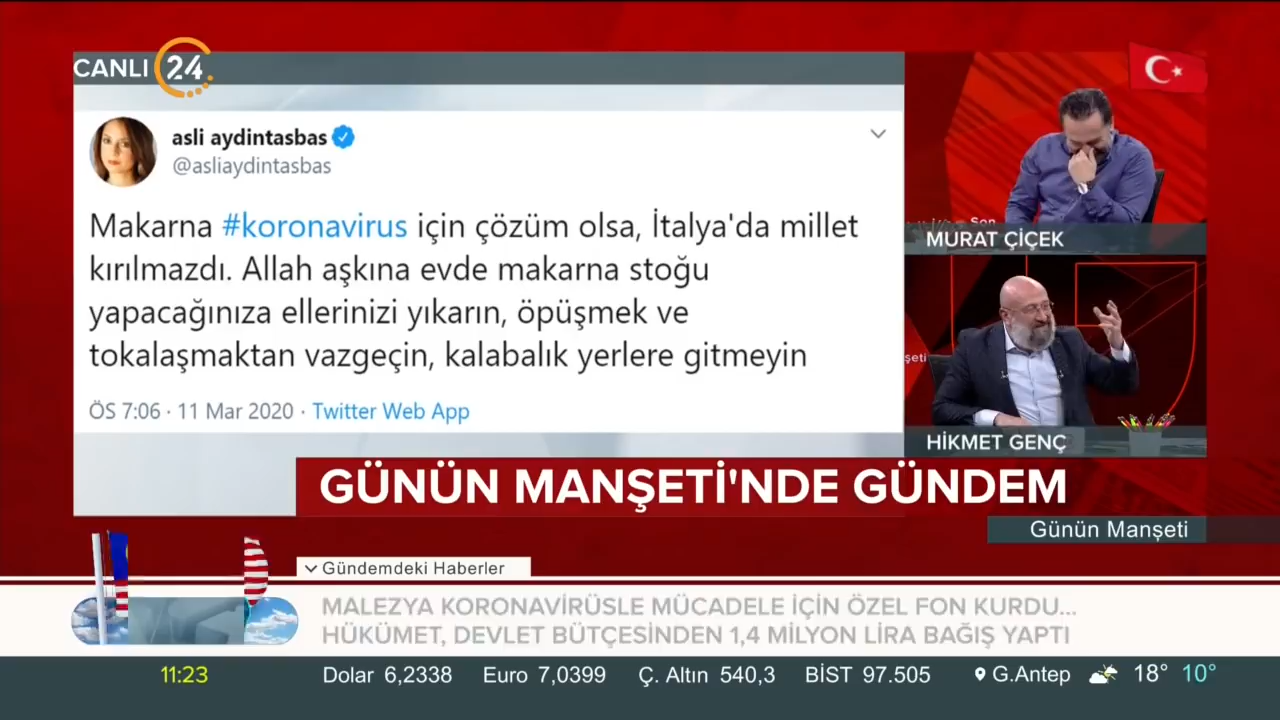 CANLI 24
asli aydintasbas
@asliaydintasbas
Makarna #koronavirus için çözüm olsa, İtalya'da millet
kırılmazdı. Allah aşkına evde makarna stoğu
yapacağınıza ellerinizi yıkarın, öpüşmek ve
tokalaşmaktan vazgeçin, kalabalık yerlere gitmeyin
ÖS 7:06 · 11 Mar 2020 · Twitter Web App
Son
MURAT ÇİÇEK
şeti
HİKMET GENÇ
GÜNÜN MANŞETİ'NDE GÜNDEM
Günün Manşeti
Gündemdeki Haberler
MALEZYA KORONAVİRÜSLE MÜCADELE İÇİN ÖZEL FON KURDU...
HÜKÜMET, DEVLET BÜTÇESİNDEN 1,4 MİLYON LİRA BAĞIŞ YAPTI
11:23 Dolar 6,2338 Euro 7,0399 Ç. Altın 540,3 BİST 97.505 G.Antep 18° 10°